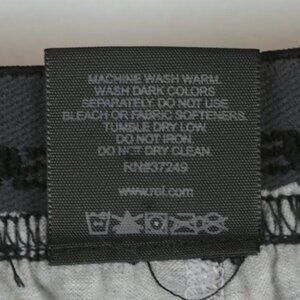 MACHINE WASH WARM.
WASH DARK COLORS
SEPARATELY. DO NOT USE
BLEACH OR FABRIC SOFTENERS.
TUMBLE DRY LOW.
DO NOT IRON
DO NOT DRY CLEAN
RN#37249
www.rei.com